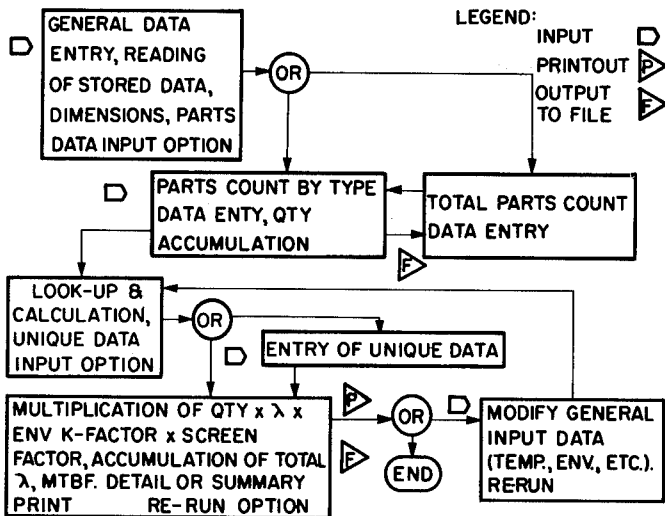 GENERAL DATA
ENTRY, READING
OF STORED DATA,
DIMENSIONS, PARTS
DATA INPUT OPTION
OR
LEGEND:
INPUT
PRINTOUT P
OUTPUT F
TO FILE
PARTS COUNT BY TYPE
DATA ENTY, QTY
ACCUMULATION
TOTAL PARTS COUNT
DATA ENTRY
F
LOOK-UP &
CALCULATION,
UNIQUE DATA
INPUT OPTION
OR
ENTRY OF UNIQUE DATA
MULTIPLICATION OF QTY x λ x
ENV K-FACTOR x SCREEN
FACTOR, ACCUMULATION OF TOTAL
λ, MTBF. DETAIL OR SUMMARY
PRINT RE-RUN OPTION
P
F
OR
END
MODIFY GENERAL
INPUT DATA
(TEMP., ENV., ETC.).
RERUN